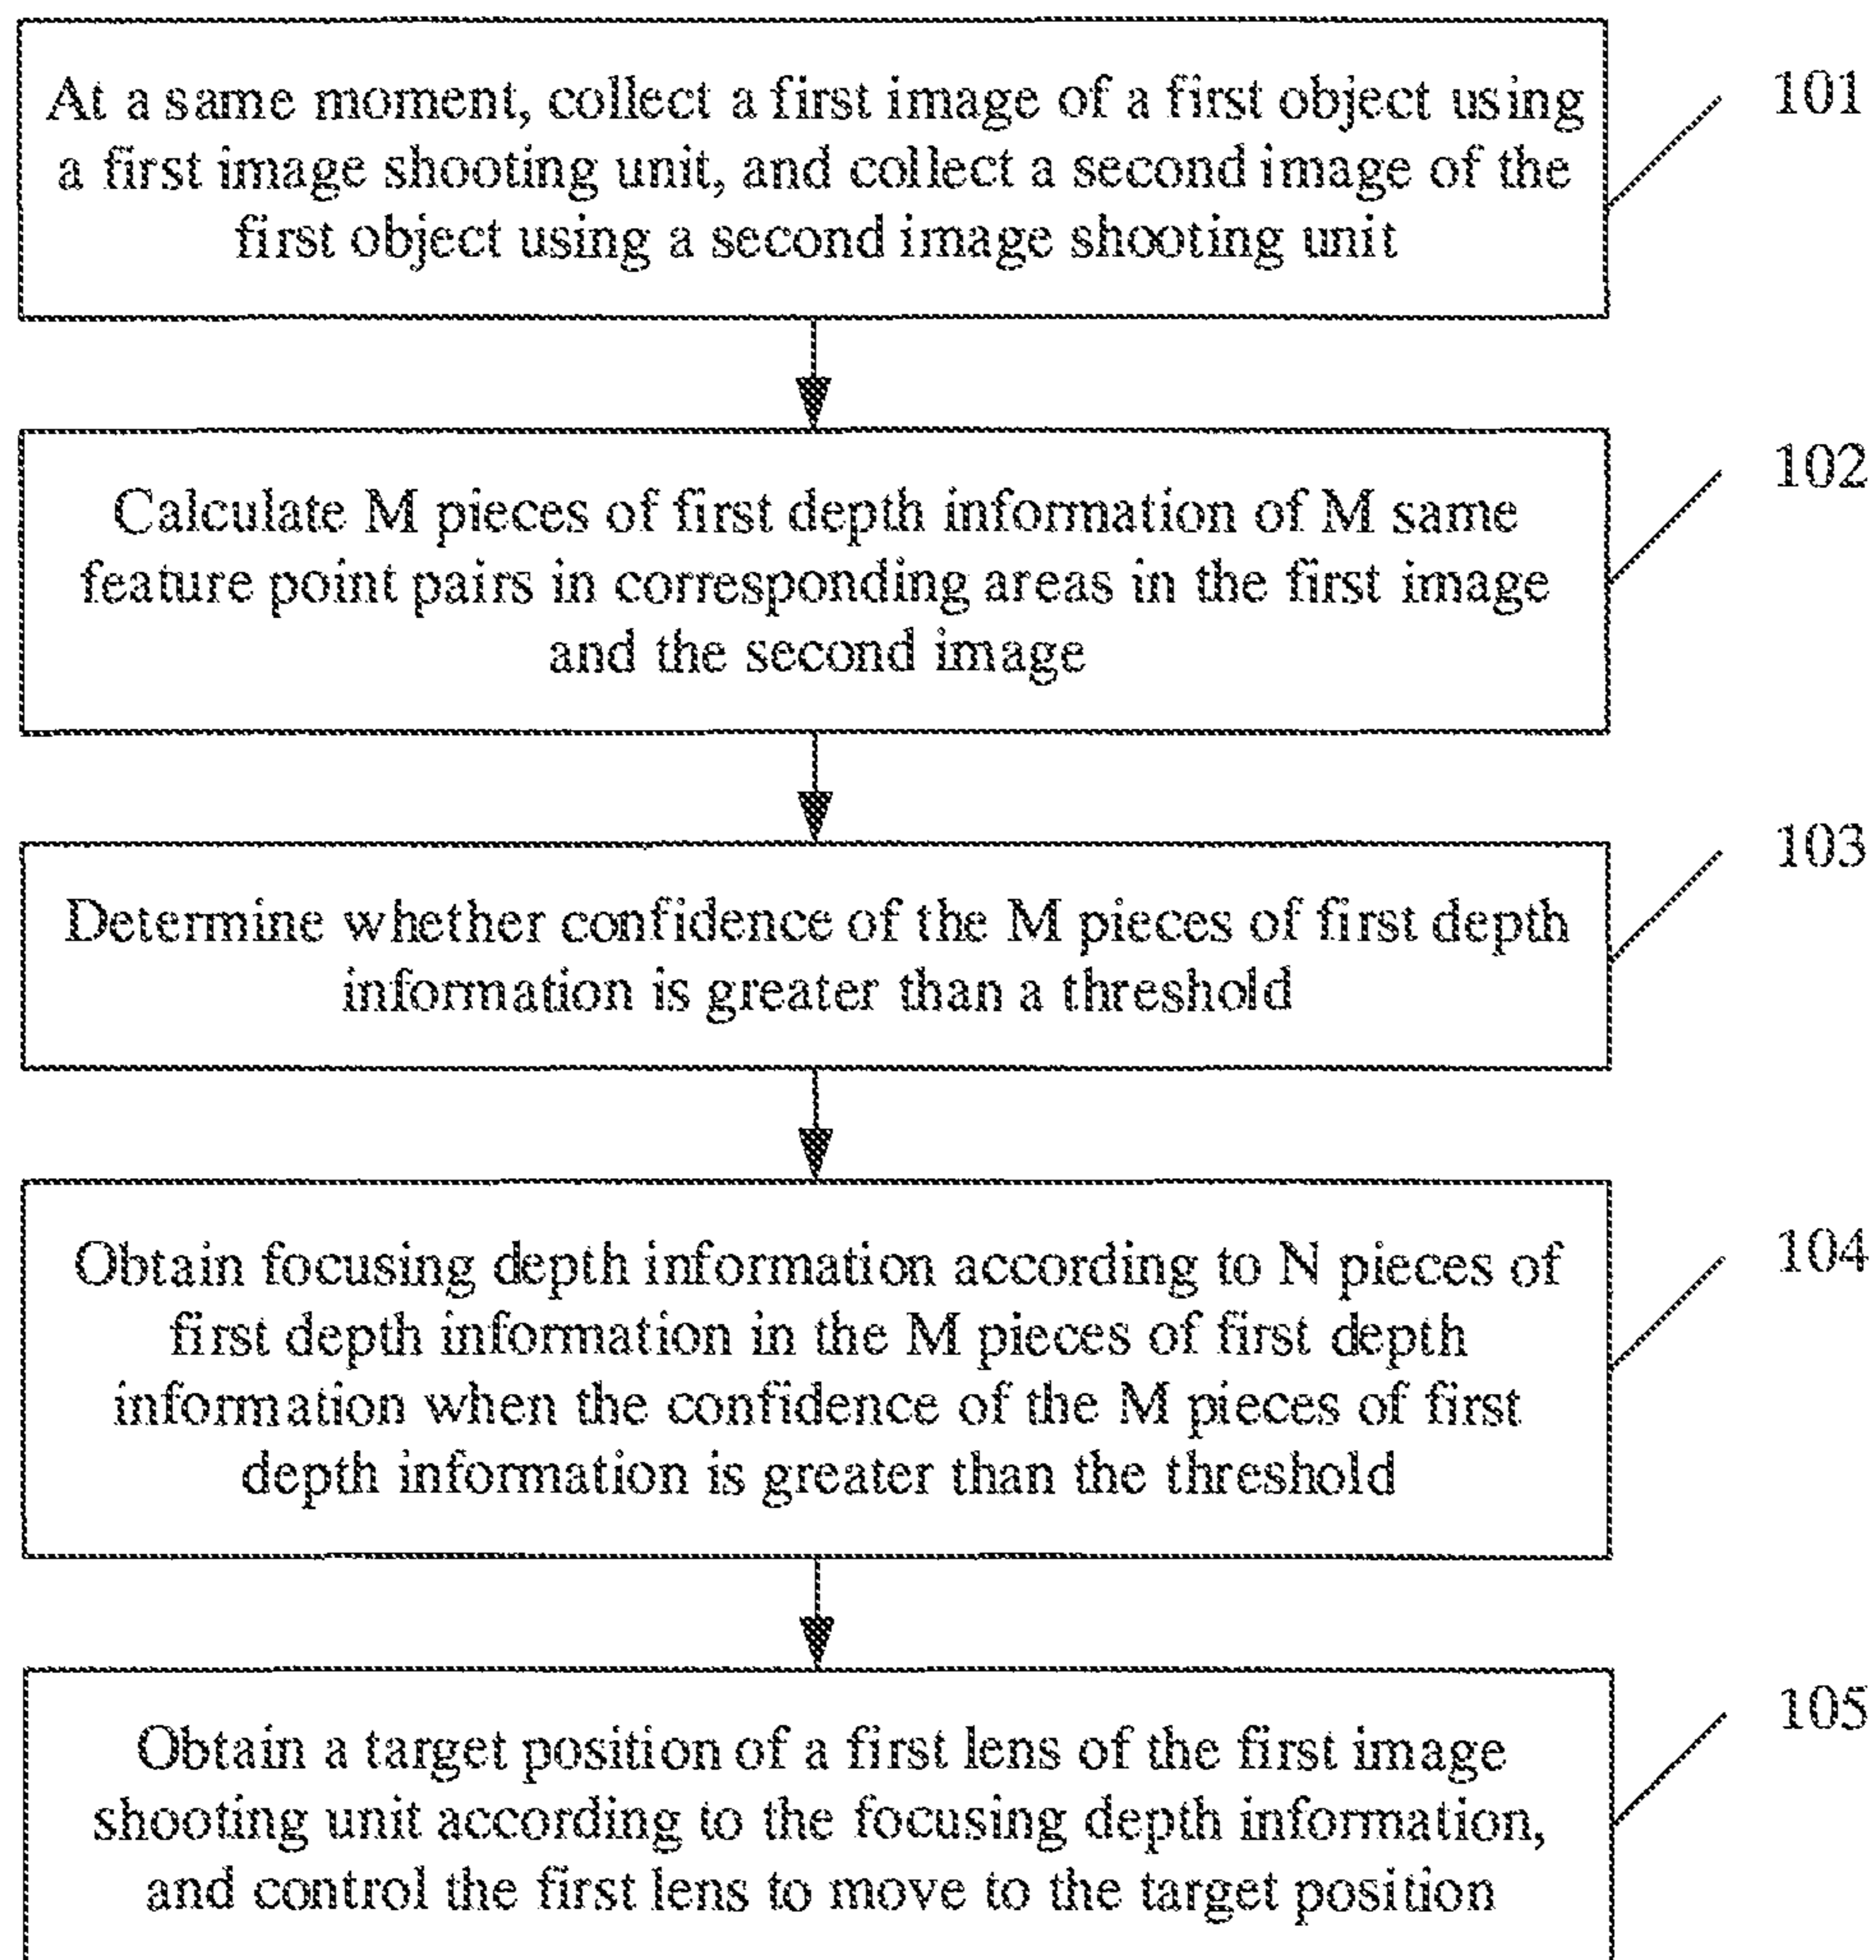 At a same moment, collect a first image of a first object using
a first image shooting unit, and collect a second image of the
first object using a second image shooting unit
101
Calculate M pieces of first depth information of M same
feature point pairs in corresponding areas in the first image
and the second image
102
Determine whether confidence of the M pieces of first depth
information is greater than a threshold
103
Obtain focusing depth information according to N pieces of
first depth information in the M pieces of first depth
information when the confidence of the M pieces of first
depth information is greater than the threshold
104
Obtain a target position of a first lens of the first image
shooting unit according to the focusing depth information,
and control the first lens to move to the target position
105